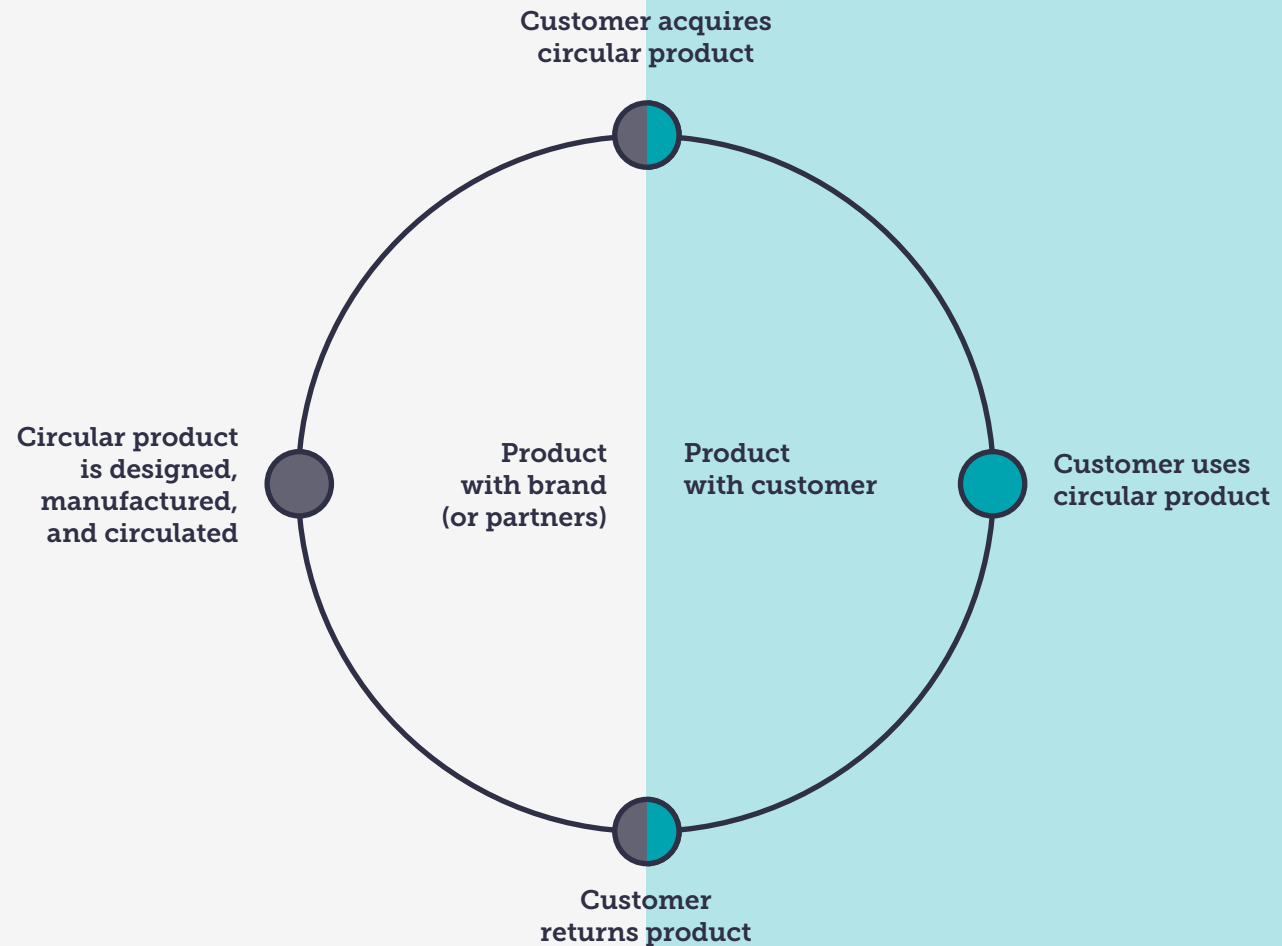 Customer acquires
circular product
Circular product
is designed,
manufactured,
and circulated
Product
with brand
(or partners)
Product
with customer
Customer uses
circular product
Customer
returns product